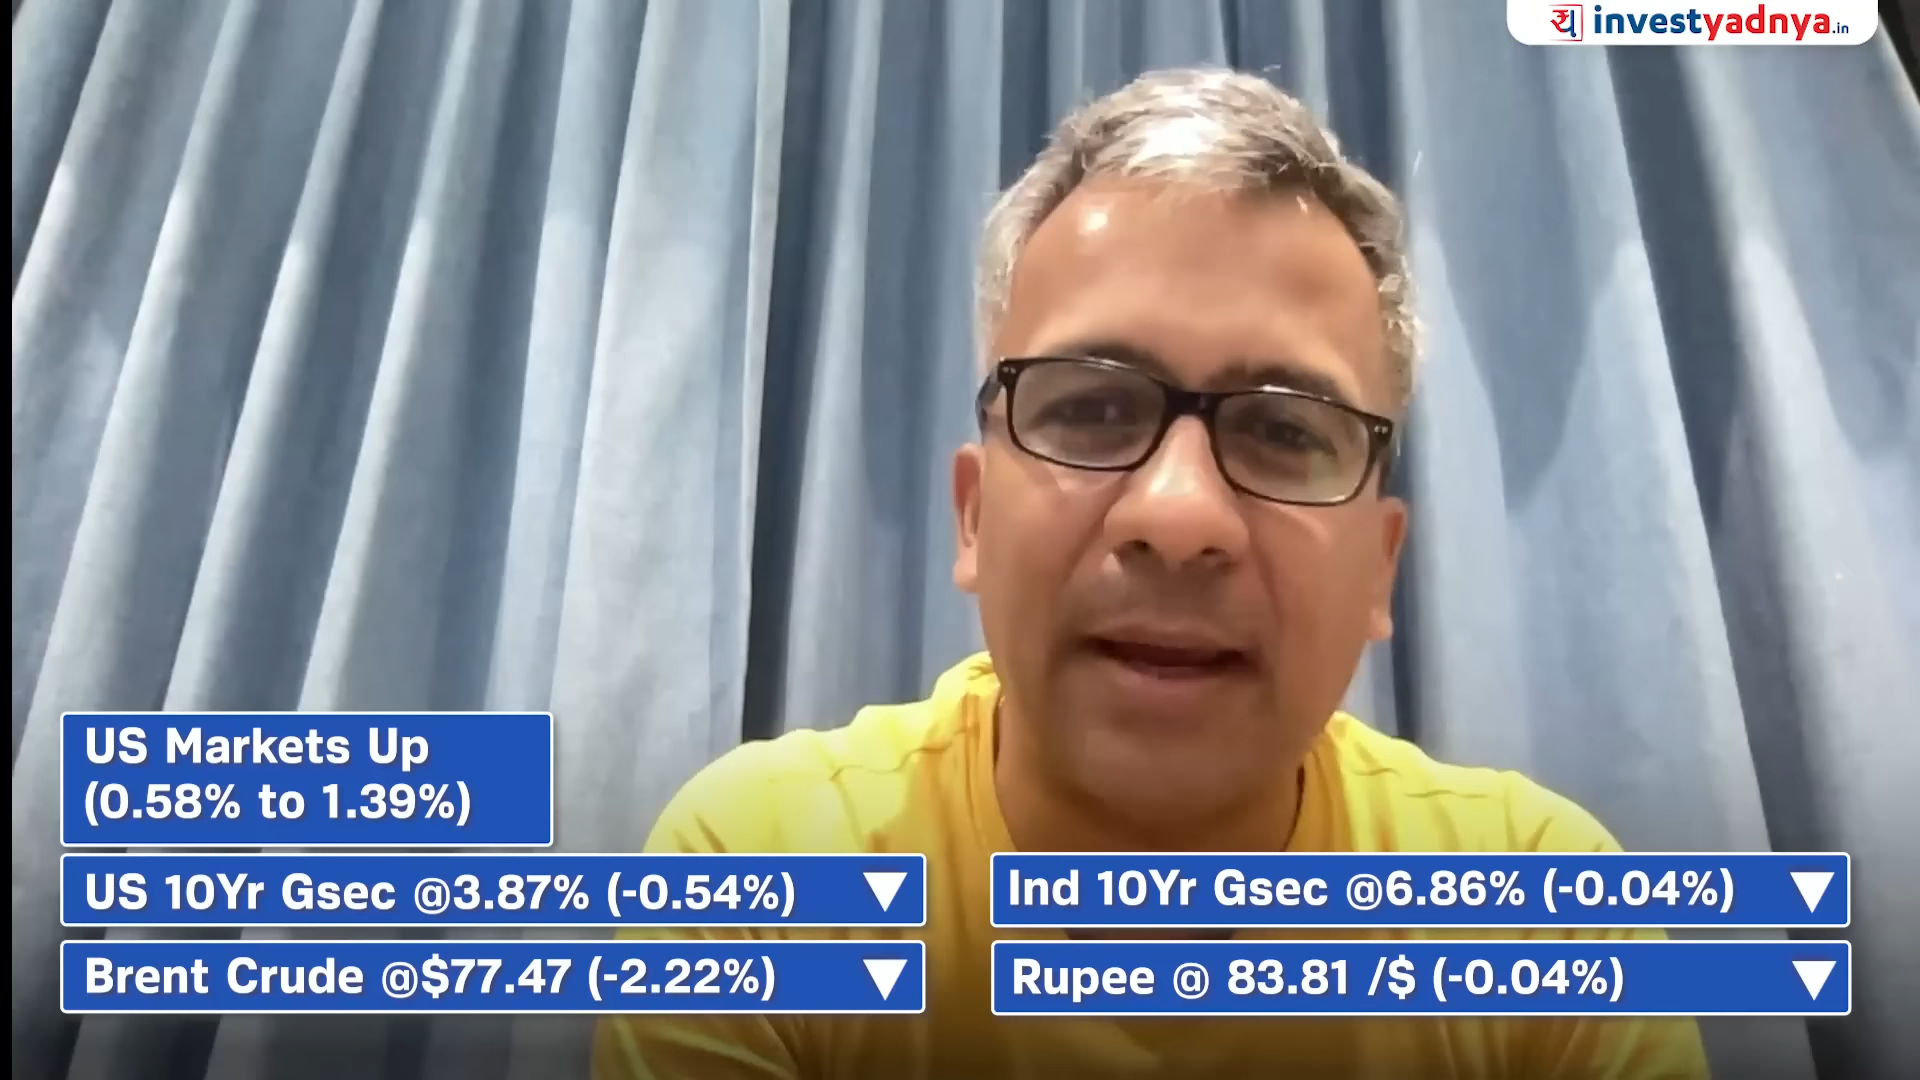 investyadnya.in
US Markets Up
(0.58% to 1.39%)
US 10Yr Gsec @3.87% (-0.54%)
Ind 10Yr Gsec @6.86% (-0.04%)
Brent Crude @$77.47 (-2.22%)
Rupee @ 83.81 /$ (-0.04%)